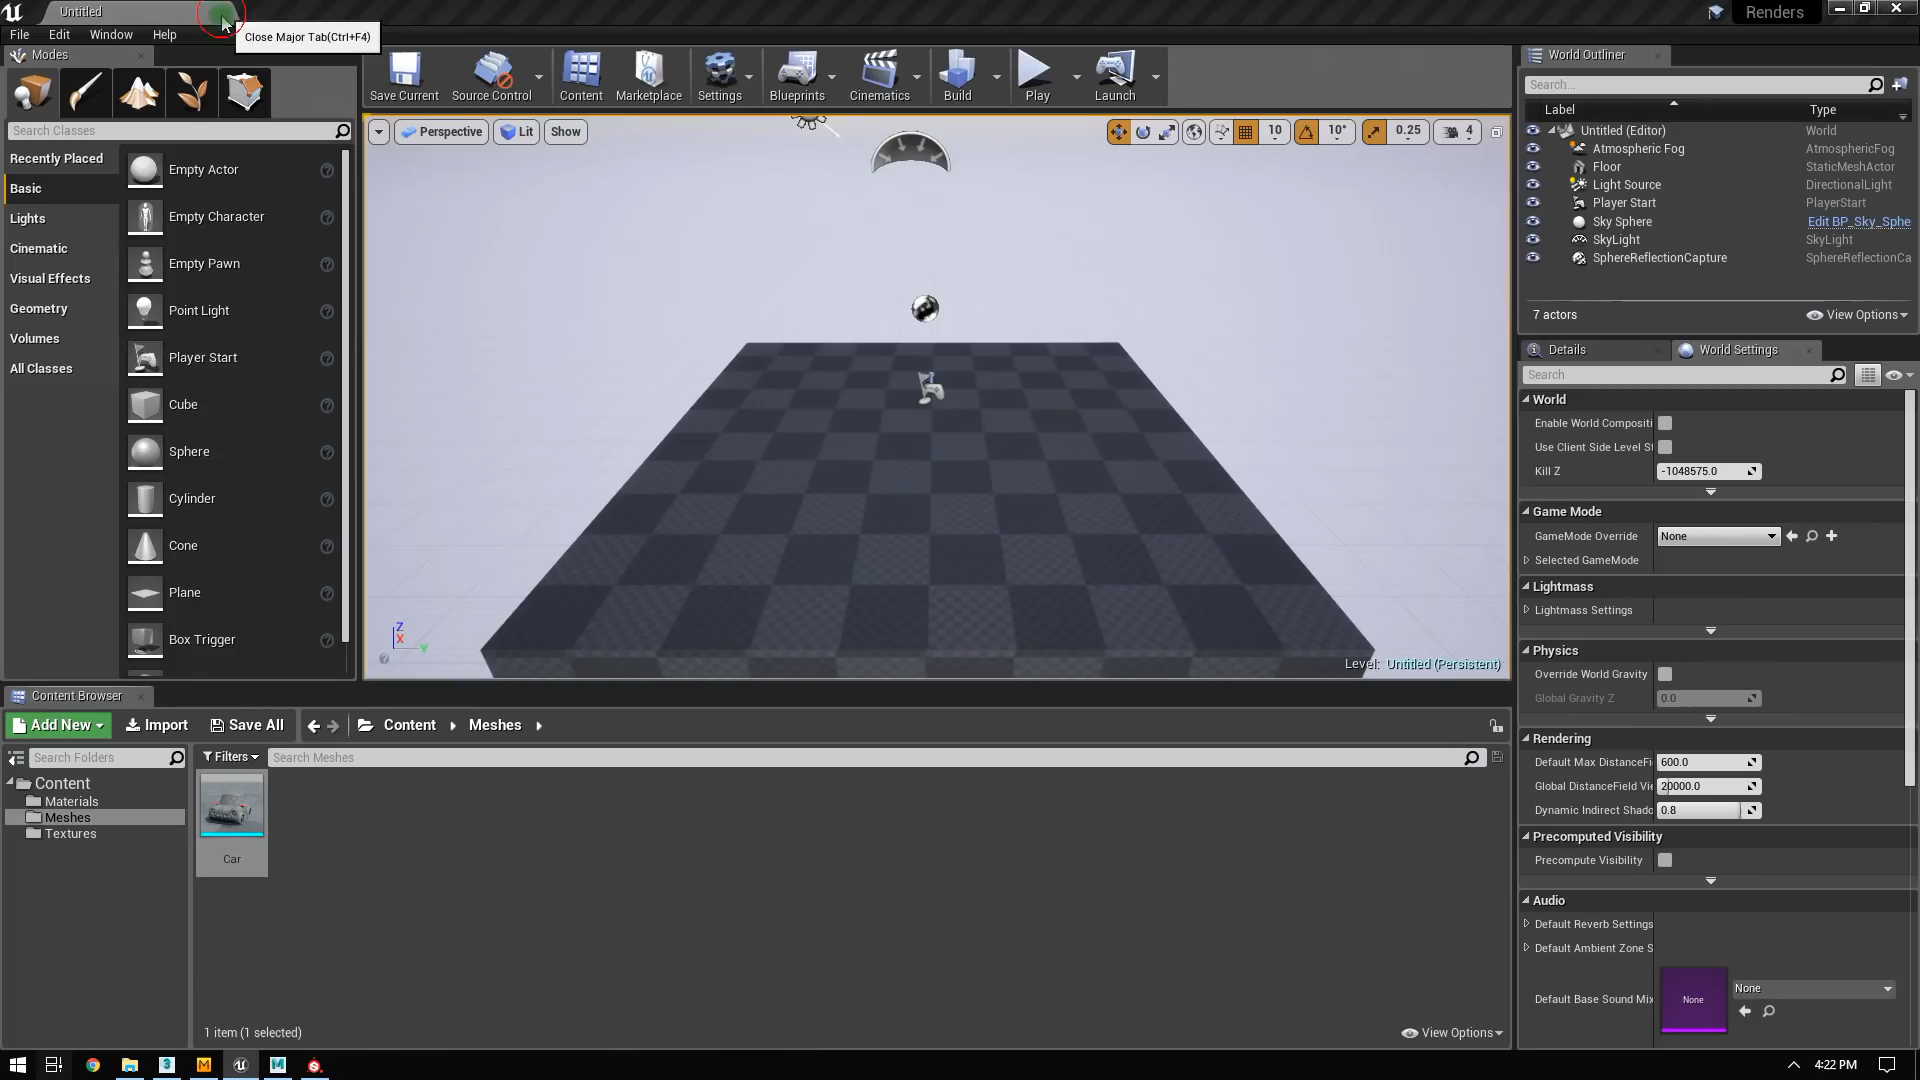 Untitled
Close Major Tab(Ctrl+F4)
Renders
File Edit Window Help
Modes
Save Current
Source Control
Content
Marketplace
Settings
Blueprints
Cinematics
Build
Play
Launch
World Outliner
Search...
Label Type
Untitled (Editor) World
Atmospheric Fog AtmosphericFog
Floor StaticMeshActor
Light Source DirectionalLight
Player Start PlayerStart
Sky Sphere Edit BP_Sky_Sphe
SkyLight SkyLight
SphereReflectionCapture SphereReflectionCa
7 actors
View Options
Search Classes
Recently Placed
Basic
Lights
Cinematic
Visual Effects
Geometry
Volumes
All Classes
Empty Actor
Empty Character
Empty Pawn
Point Light
Player Start
Cube
Sphere
Cylinder
Cone
Plane
Box Trigger
Perspective
Lit
Show
10
10°
0.25
4
Z
X
Y
Level: Untitled (Persistent)
Details
World Settings
Search
World
Enable World Compositi
Use Client Side Level St
Kill Z -1048575.0
Game Mode
GameMode Override None
Selected GameMode
Lightmass
Lightmass Settings
Physics
Override World Gravity
Global Gravity Z 0.0
Rendering
Default Max DistanceFi 600.0
Global DistanceField Vie 20000.0
Dynamic Indirect Shado 0.8
Precomputed Visibility
Precompute Visibility
Audio
Default Reverb Settings
Default Ambient Zone S
Default Base Sound Mix None None
Content Browser
Add New
Import
Save All
Content
Meshes
Search Folders
Filters
Search Meshes
Content
Materials
Meshes
Textures
Car
1 item (1 selected)
View Options
4:22 PM